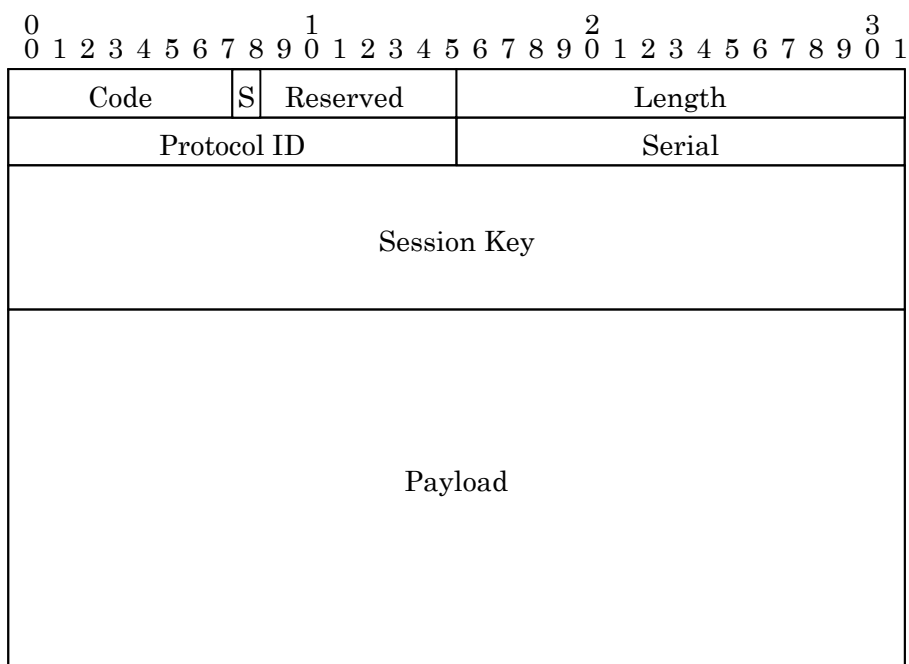 0 1 2 3
0 1 2 3 4 5 6 7 8 9 0 1 2 3 4 5 6 7 8 9 0 1 2 3 4 5 6 7 8 9 0 1
Code S Reserved Length
Protocol ID Serial
Session Key
Payload